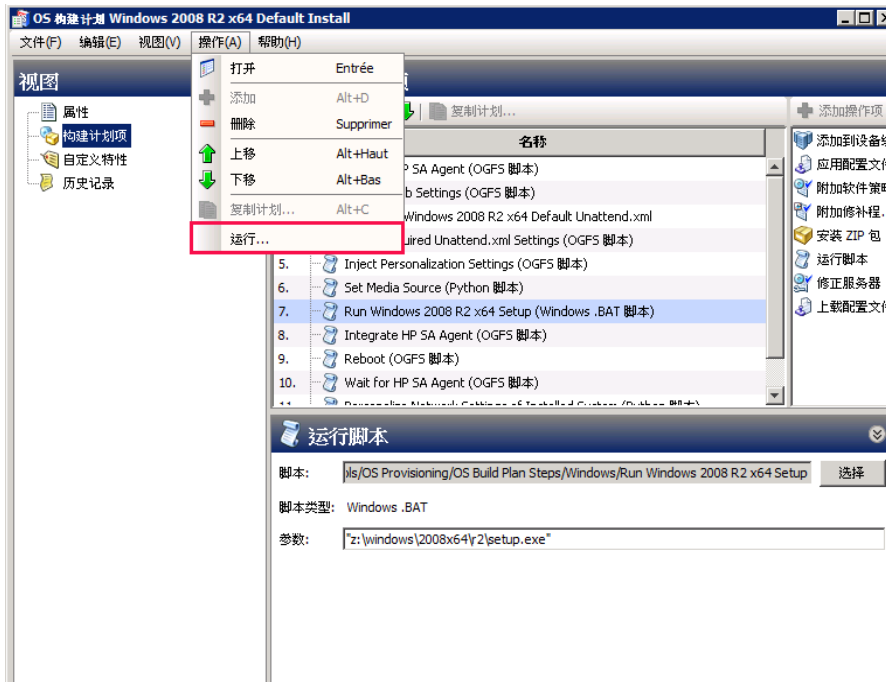 OS 构建计划 Windows 2008 R2 x64 Default Install
文件(F) 编辑(E) 视图(V) 操作(A) 帮助(H)
打开 Entrée
添加 Alt+D
删除 Supprimer
上移 Alt+Haut
下移 Alt+Bas
复制计划... Alt+C
运行...
视图
属性
构建计划项
自定义特性
历史记录
复制计划...
名称
SA Agent (OGFS 脚本)
Settings (OGFS 脚本)
Windows 2008 R2 x64 Default Unattend.xml
Unattend.xml Settings (OGFS 脚本)
5. Inject Personalization Settings (OGFS 脚本)
6. Set Media Source (Python 脚本)
7. Run Windows 2008 R2 x64 Setup (Windows .BAT 脚本)
8. Integrate HP SA Agent (OGFS 脚本)
9. Reboot (OGFS 脚本)
10. Wait for HP SA Agent (OGFS 脚本)
添加操作项
添加到设备
应用配置文
附加软件策
附加修补程
安装 ZIP 包
运行脚本
修正服务器
上载配置文
运行脚本
脚本: ols/OS Provisioning/OS Build Plan Steps/Windows/Run Windows 2008 R2 x64 Setup 选择
脚本类型: Windows .BAT
参数: "z:\windows\2008x64\r2\setup.exe"